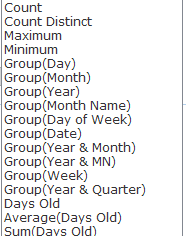 Count
Count Distinct
Maximum
Minimum
Group(Day)
Group(Month)
Group(Year)
Group(Month Name)
Group(Day of Week)
Group(Date)
Group(Year & Month)
Group(Year & MN)
Group(Week)
Group(Year & Quarter)
Days Old
Average(Days Old)
Sum(Days Old)